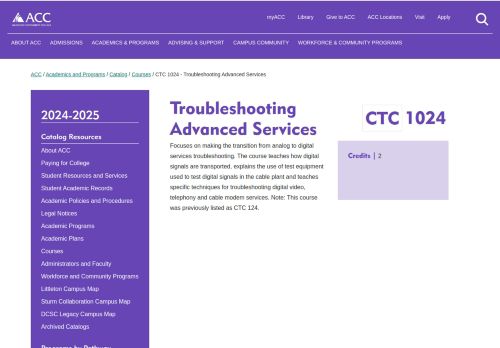 myACC Library Give to ACC ACC Locations Visit Apply
ACC
ABOUT ACC ADMISSIONS ACADEMICS & PROGRAMS ADVISING & SUPPORT CAMPUS COMMUNITY WORKFORCE & COMMUNITY PROGRAMS
ACC / Academics and Programs / Catalog / Courses / CTC 1024 - Troubleshooting Advanced Services
2024-2025
Catalog Resources
About ACC
Paying for College
Student Resources and Services
Student Academic Records
Academic Policies and Procedures
Legal Notices
Academic Programs
Academic Plans
Courses
Administrators and Faculty
Workforce and Community Programs
Littleton Campus Map
Sturm Collaboration Campus Map
DCSC Legacy Campus Map
Archived Catalogs
Programs by Pathway
Troubleshooting
Advanced Services
Focuses on making the transition from analog to digital
services troubleshooting. The course teaches how digital
signals are transported, explains the use of test equipment
used to test digital signals in the cable plant and teaches
specific techniques for troubleshooting digital video,
telephony and cable modem services. Note: This course
was previously listed as CTC 124.
CTC 1024
Credits | 2